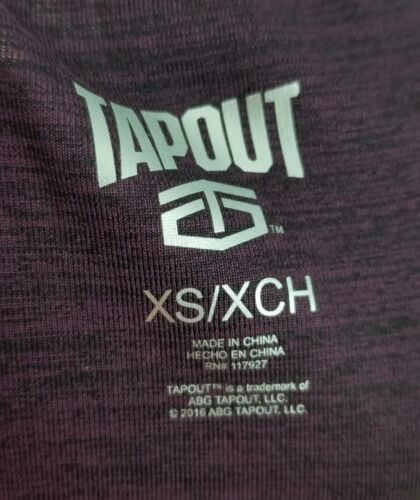 TAPOUT
TM
XS/XCH
MADE IN CHINA
HECHO EN CHINA
RN# 117927
TAPOUT™ is a trademark of
ABG TAPOUT, LLC.
© 2016 ABG TAPOUT, LLC.